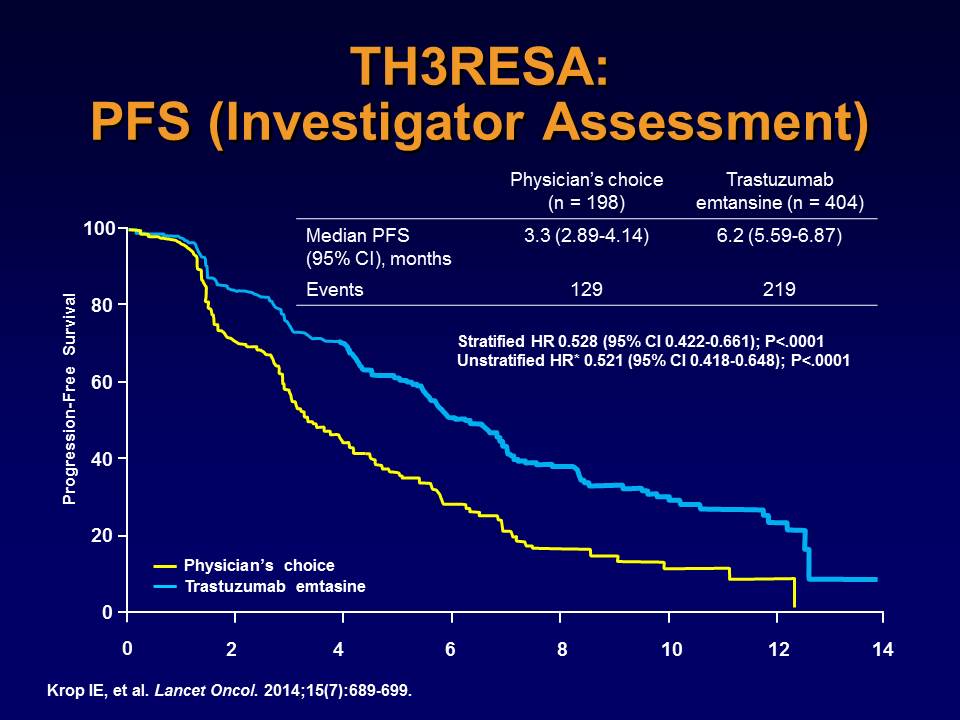 TH3RESA:
PFS (Investigator Assessment)
Physician’s choice
(n = 198)
Trastuzumab
emtansine (n = 404)
Median PFS
(95% CI), months
3.3 (2.89-4.14)
6.2 (5.59-6.87)
Events
129
219
Stratified HR 0.528 (95% CI 0.422-0.661); P<.0001
Unstratified HR* 0.521 (95% CI 0.418-0.648); P<.0001
Progression-Free Survival
100
80
60
40
20
0
Physician’s choice
Trastuzumab emtasine
0 2 4 6 8 10 12 14
Krop IE, et al. Lancet Oncol. 2014;15(7):689-699.